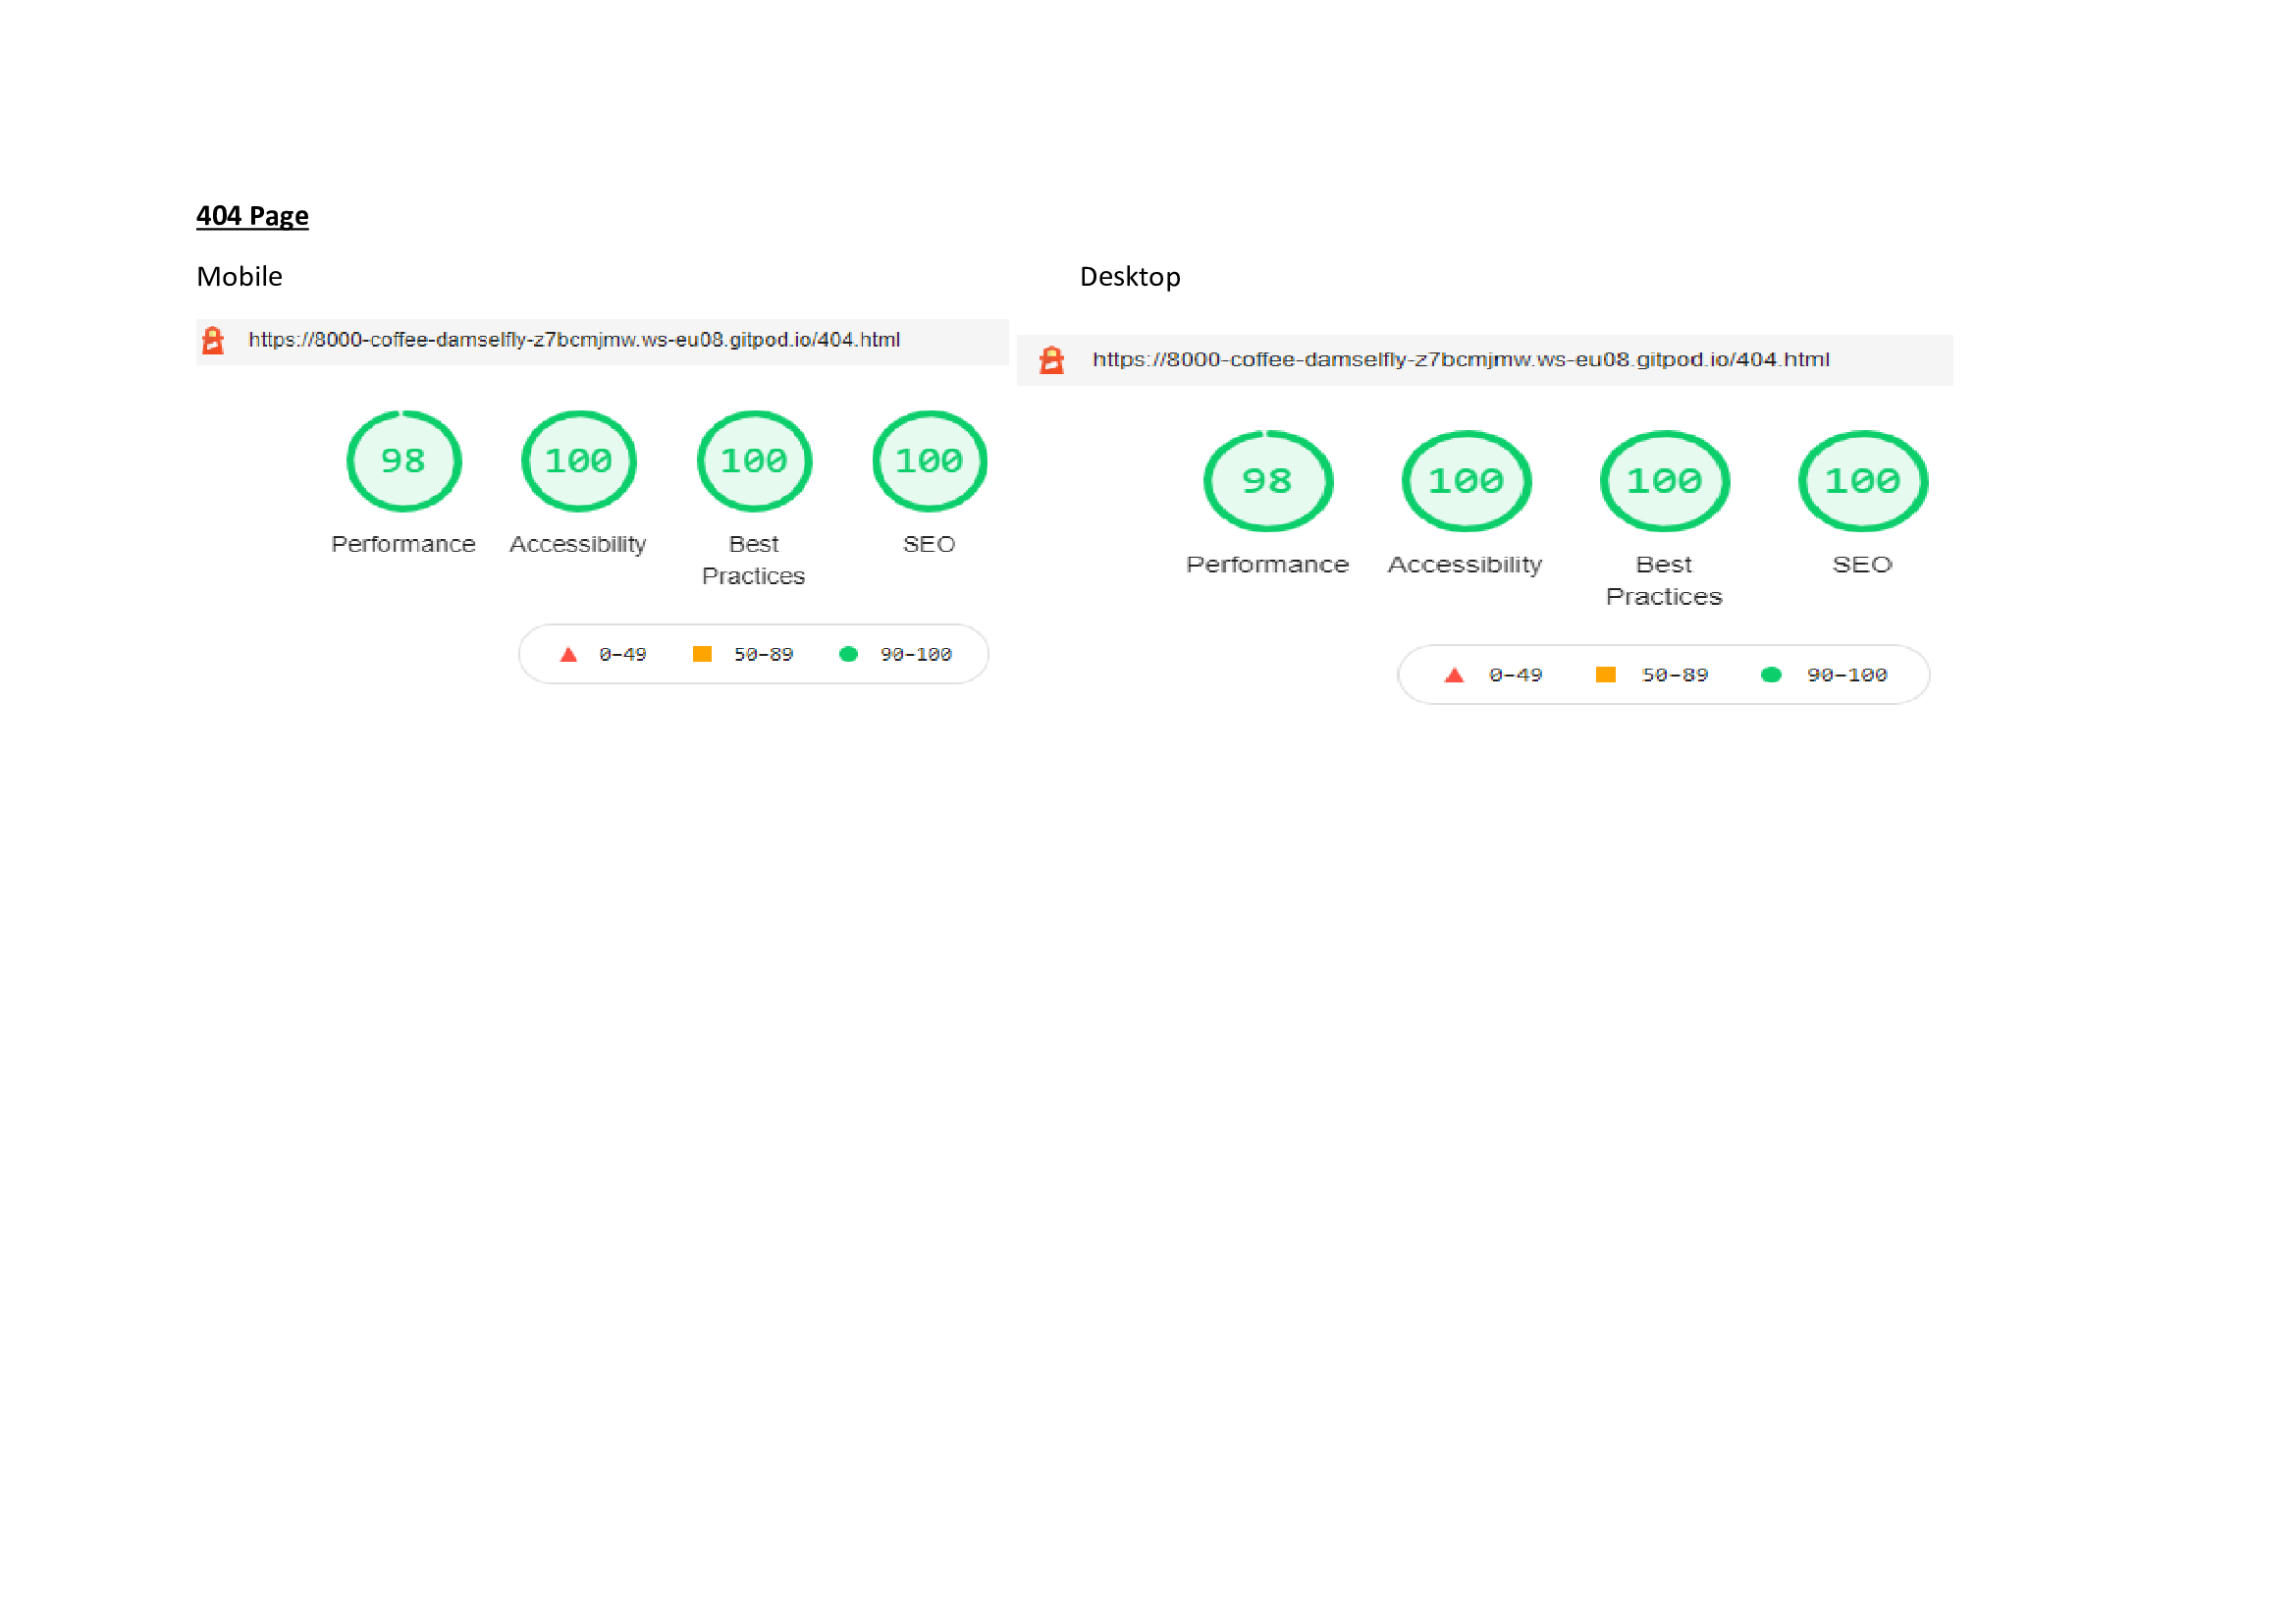 404 Page
Mobile
Desktop
https://8000-coffee-damselfly-z7bcmjmw.ws-eu08.gitpod.io/404.html
98
100
100
100
Performance
Accessibility
Best
Practices
SEO
0–49
50–89
90–100
https://8000-coffee-damselfly-z7bcmjmw.ws-eu08.gitpod.io/404.html
98
100
100
100
Performance
Accessibility
Best
Practices
SEO
0–49
50–89
90–100